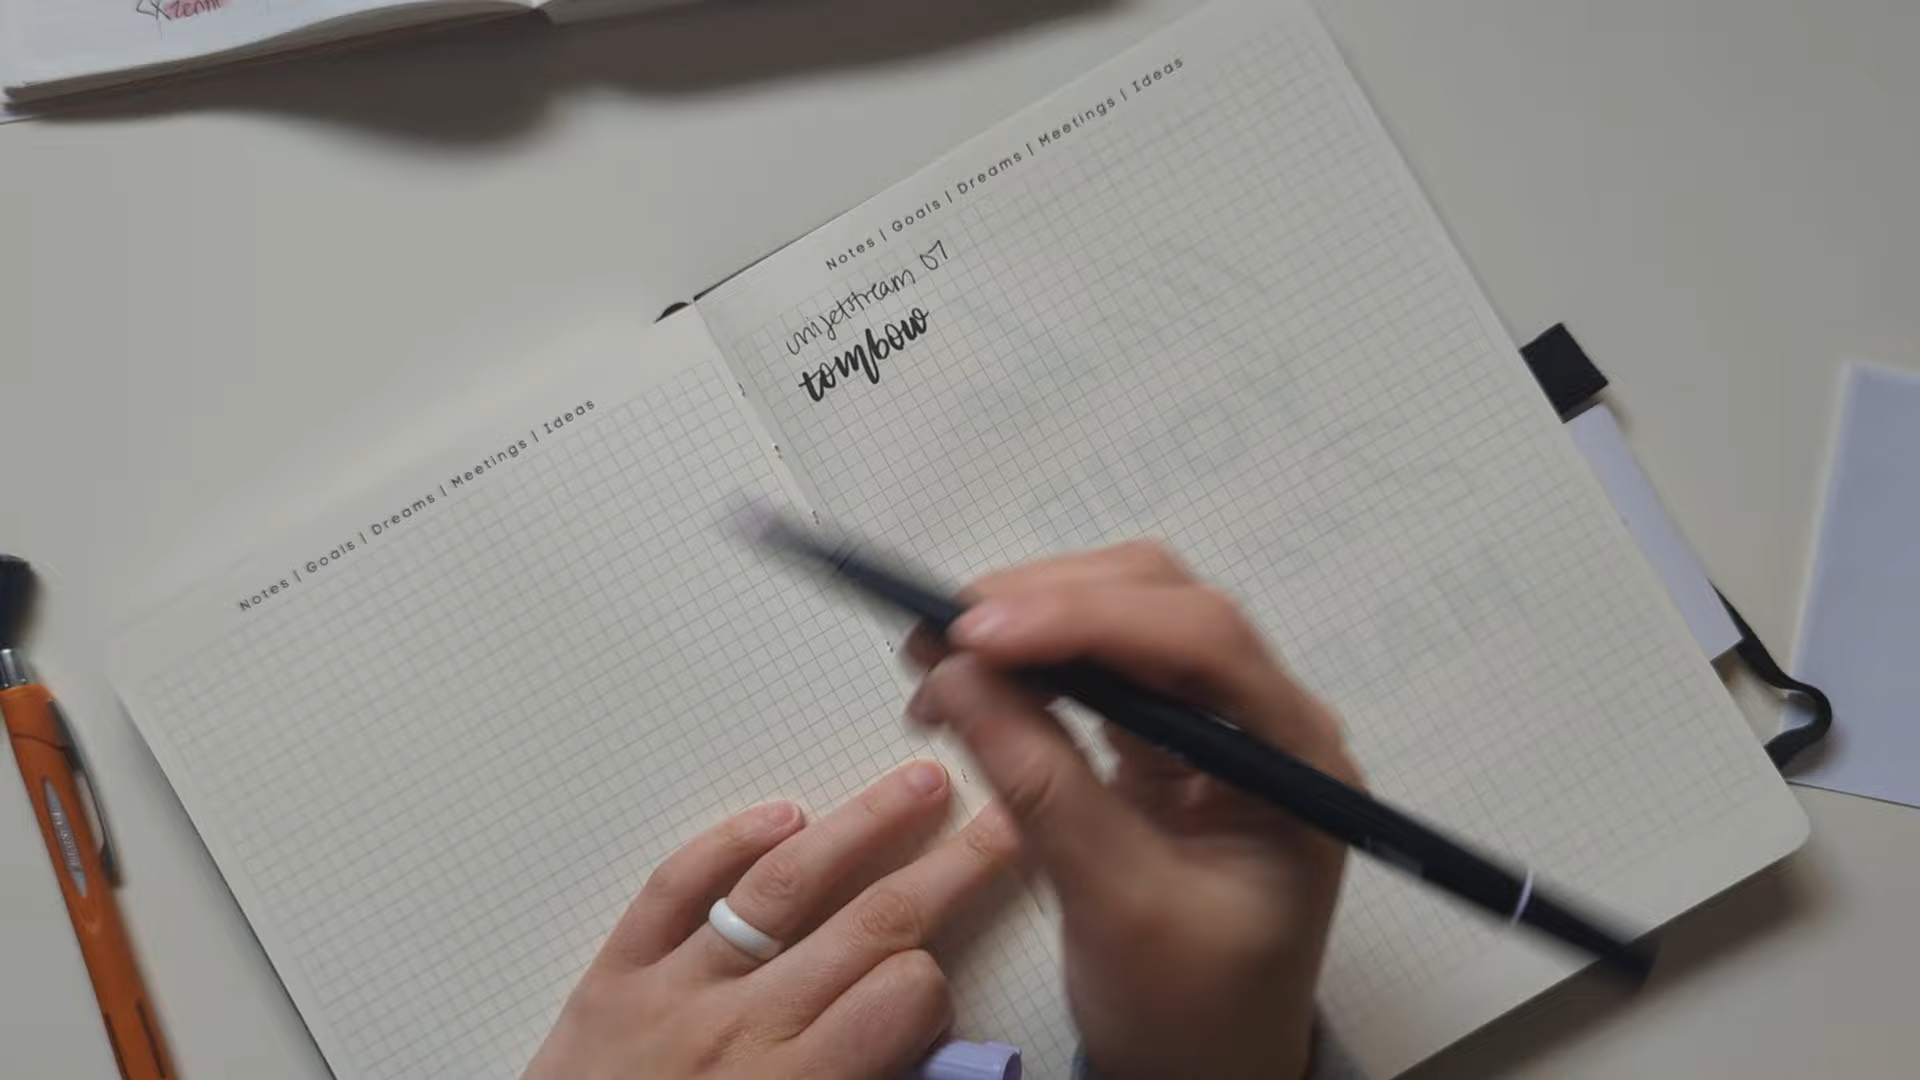 Notes | Goals | Dreams | Meetings | Ideas
Notes | Goals | Dreams | Meetings | Ideas
unijetstream 07
tombow